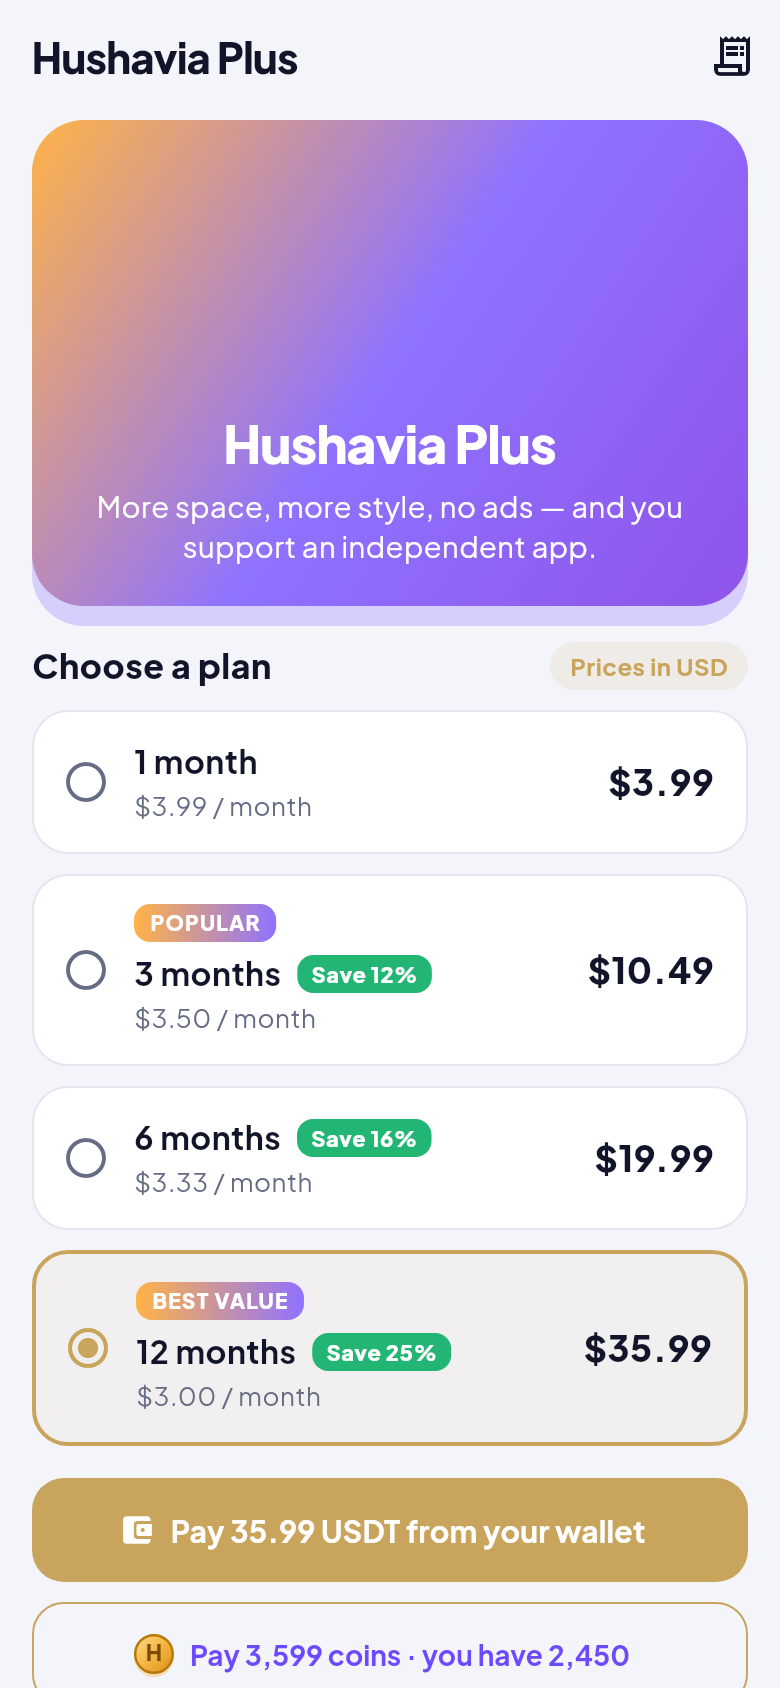 Hushavia Plus
Hushavia Plus
More space, more style, no ads — and you
support an independent app.
Choose a plan
Prices in USD
1 month
$3.99 / month
$3.99
POPULAR
3 months
Save 12%
$3.50 / month
$10.49
6 months
Save 16%
$3.33 / month
$19.99
BEST VALUE
12 months
Save 25%
$3.00 / month
$35.99
Pay 35.99 USDT from your wallet
H
Pay 3,599 coins · you have 2,450